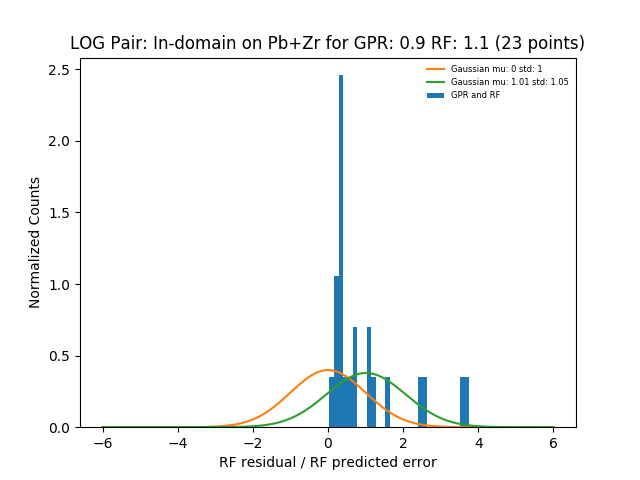 LOG Pair: In-domain on Pb+Zr for GPR: 0.9 RF: 1.1 (23 points)
Gaussian mu: 0 std: 1
Gaussian mu: 1.01 std: 1.05
GPR and RF
Normalized Counts
2.5
2.0
1.5
1.0
0.5
0.0
−6
−4
−2
0
2
4
6
RF residual / RF predicted error